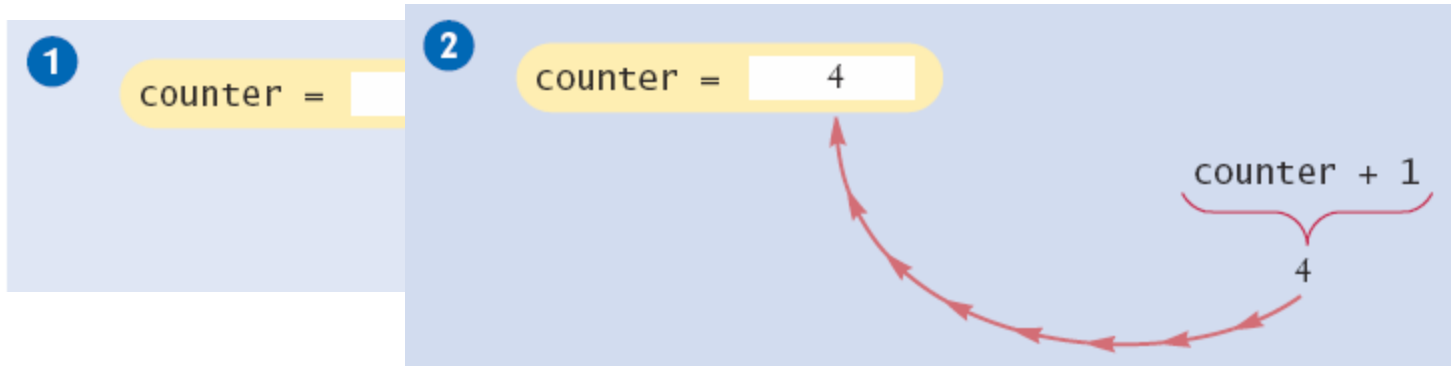 1
counter =
2
counter = 4
counter + 1
4